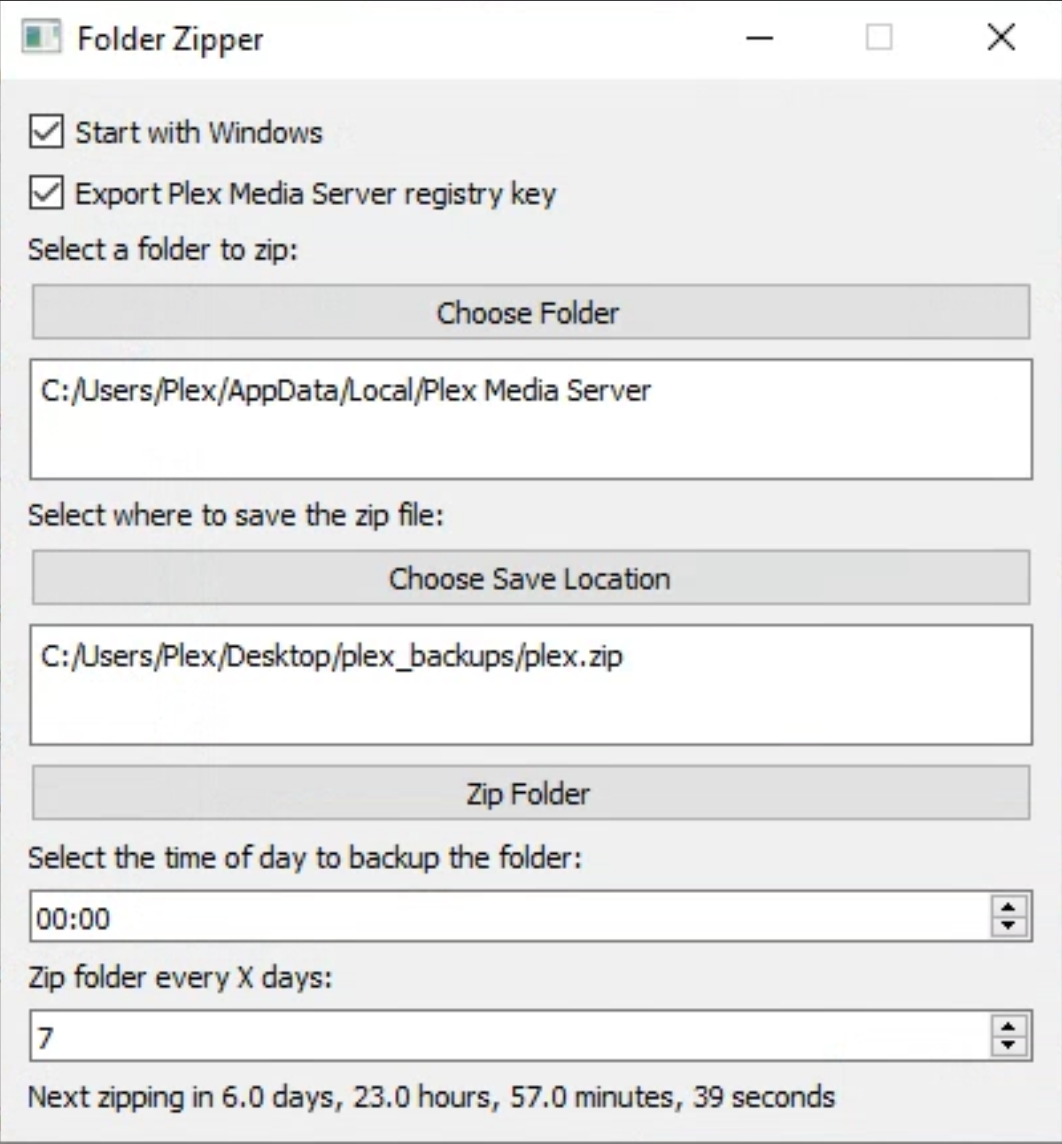 Folder Zipper
Start with Windows
Export Plex Media Server registry key
Select a folder to zip:
Choose Folder
C:/Users/Plex/AppData/Local/Plex Media Server
Select where to save the zip file:
Choose Save Location
C:/Users/Plex/Desktop/plex_backups/plex.zip
Zip Folder
Select the time of day to backup the folder:
00:00
Zip folder every X days:
7
Next zipping in 6.0 days, 23.0 hours, 57.0 minutes, 39 seconds